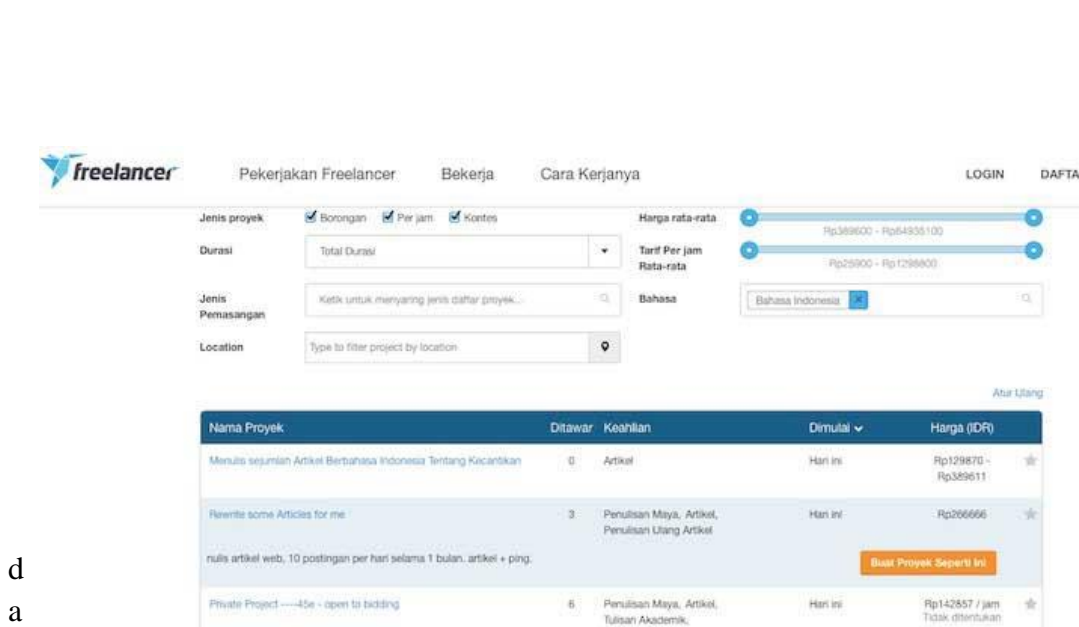 freelancer Pekerjakan Freelancer Bekerja Cara Kerjanya LOGIN DAFTA
Jenis proyek Borongan Per jam Kontes Harga rata-rata
Rp389600 - Rp64935100
Durasi Total Durasi Tarif Per jam
Rata-rata
Rp25900 - Rp1298800
Jenis
Pemasangan
Ketik untuk menyaring jenis daftar proyek... Bahasa Bahasa Indonesia
Location Type to filter project by location
Atur Ulang
Nama Proyek Ditawar Keahlian Dimulai Harga (IDR)
Menulis sejumlah Artikel Berbahasa Indonesia Tentang Kecantikan 0 Artikel Hari ini Rp129870 -
Rp389611
Rewrite some Articles for me 3 Penulisan Maya, Artikel, Hari ini Rp266666
Penulisan Ulang Artikel
nulis artikel web, 10 postingan per hari selama 1 bulan. artikel + ping. Buat Proyek Seperti Ini
d
a
Private Project ----45e - open to bidding 6 Penulisan Maya, Artikel, Hari ini Rp142857 / jam
Tulisan Akademik, Tidak ditentukan